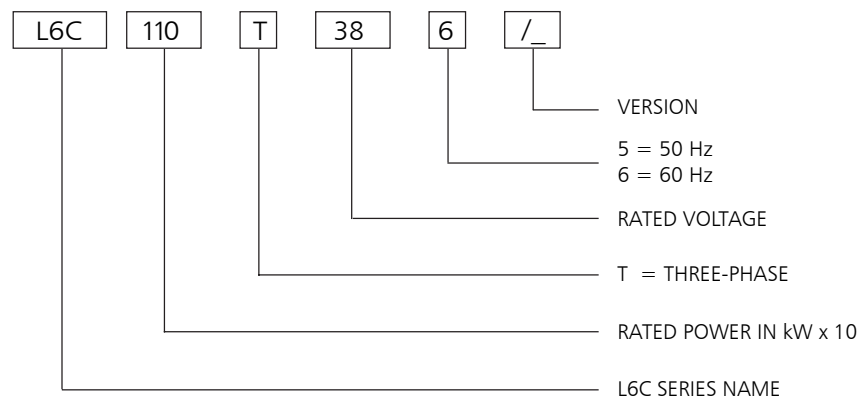 L6C 110 T 38 6 /_
VERSION
5 = 50 Hz
6 = 60 Hz
RATED VOLTAGE
T = THREE-PHASE
RATED POWER IN kW x 10
L6C SERIES NAME